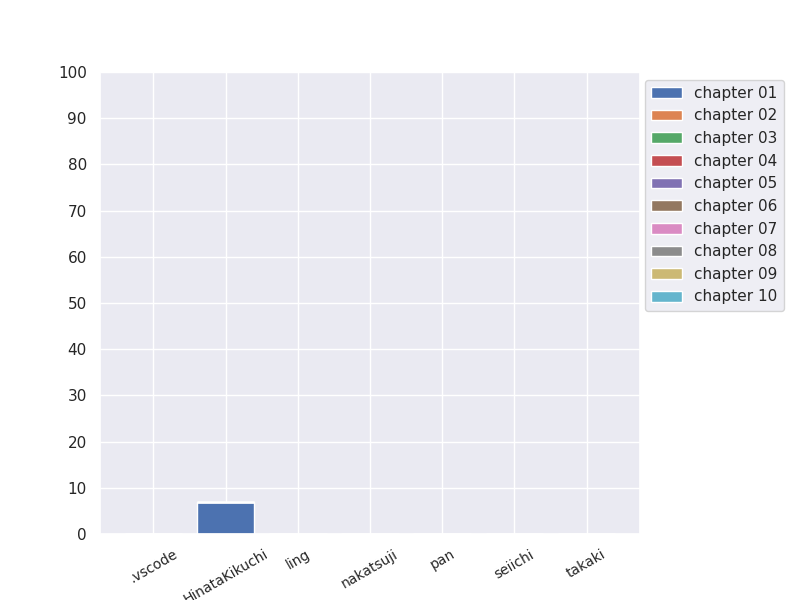 100
90
80
70
60
50
40
30
20
10
0
.vscode
HinataKikuchi
ling
nakatsuji
pan
seiichi
takaki
chapter 01
chapter 02
chapter 03
chapter 04
chapter 05
chapter 06
chapter 07
chapter 08
chapter 09
chapter 10